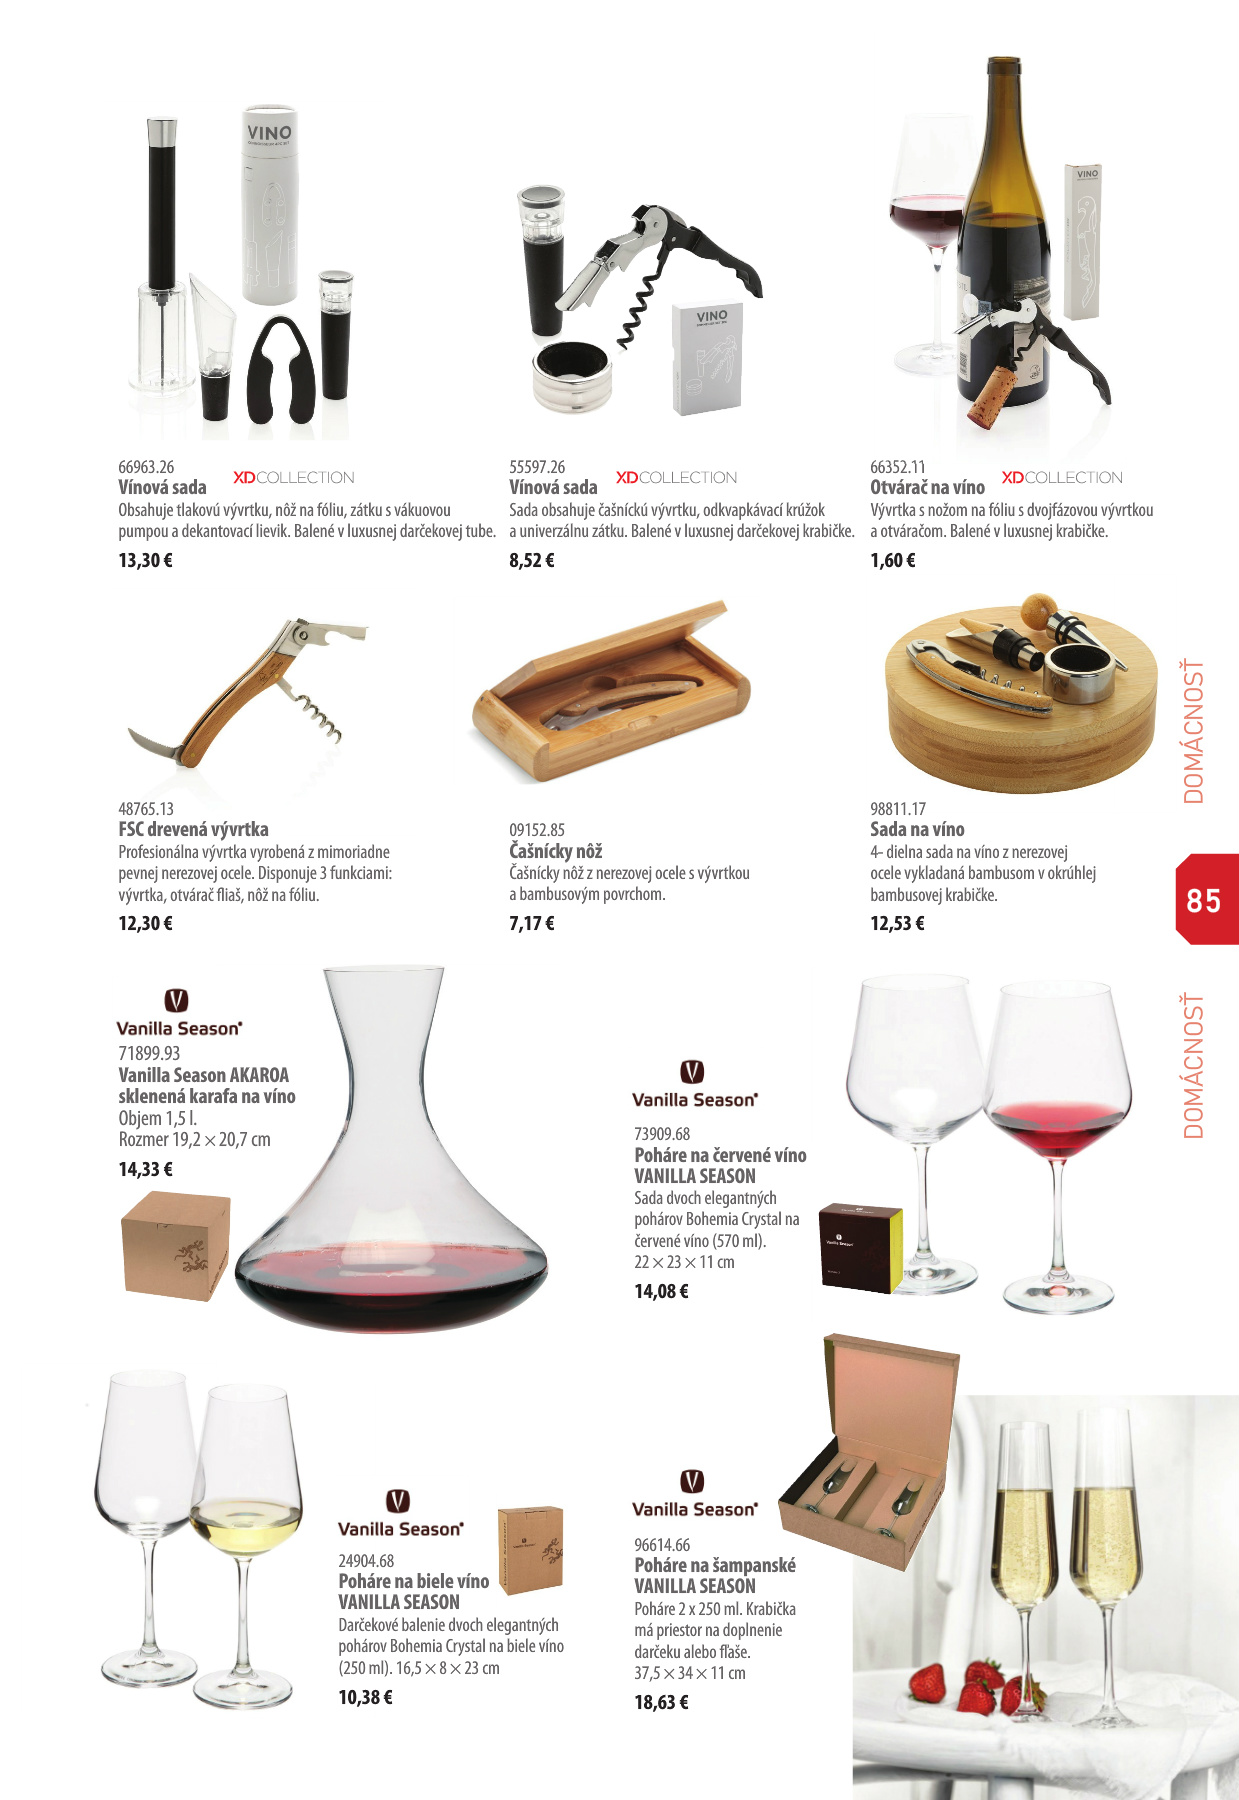 VINO
66963.26
XDCOLLECTION
Vínová sada
Obsahuje tlakovú vývrtku, nôž na fóliu, zátku s vákuovou
pumpou a dekantovací lievik. Balené v luxusnej darčekovej tube.
13,30 €
VINO
55597.26
XDCOLLECTION
Vínová sada
Sada obsahuje čašníckú vývrtku, odkvapkávací krúžok
a univerzálnu zátku. Balené v luxusnej darčekovej krabičke.
8,52 €
VINO
66352.11
XDCOLLECTION
Otvárač na víno
Vývrtka s nožom na fóliu s dvojfázovou vývrtkou
a otváračom. Balené v luxusnej krabičke.
1,60 €
48765.13
FSC drevená vývrtka
Profesionálna vývrtka vyrobená z mimoriadne
pevnej nerezovej ocele. Disponuje 3 funkciami:
vývrtka, otvárač fliaš, nôž na fóliu.
12,30 €
09152.85
Čašnícky nôž
Čašnícky nôž z nerezovej ocele s vývrtkou
a bambusovým povrchom.
7,17 €
98811.17
Sada na víno
4- dielna sada na víno z nerezovej
ocele vykladaná bambusom v okrúhlej
bambusovej krabičke.
12,53 €
DOMÁCNOSŤ
85
DOMÁCNOSŤ
Vanilla Season®
71899.93
Vanilla Season AKAROA
sklenená karafa na víno
Objem 1,5 l.
Rozmer 19,2 × 20,7 cm
14,33 €
Vanilla Season®
73909.68
Poháre na červené víno
VANILLA SEASON
Sada dvoch elegantných
pohárov Bohemia Crystal na
červené víno (570 ml).
22 × 23 × 11 cm
14,08 €
Vanilla Season
Vanilla Season®
24904.68
Poháre na biele víno
VANILLA SEASON
Darčekové balenie dvoch elegantných
pohárov Bohemia Crystal na biele víno
(250 ml). 16,5 × 8 × 23 cm
10,38 €
Vanilla Season®
96614.66
Poháre na šampanské
VANILLA SEASON
Poháre 2 x 250 ml. Krabička
má priestor na doplnenie
darčeku alebo fľaše.
37,5 × 34 × 11 cm
18,63 €